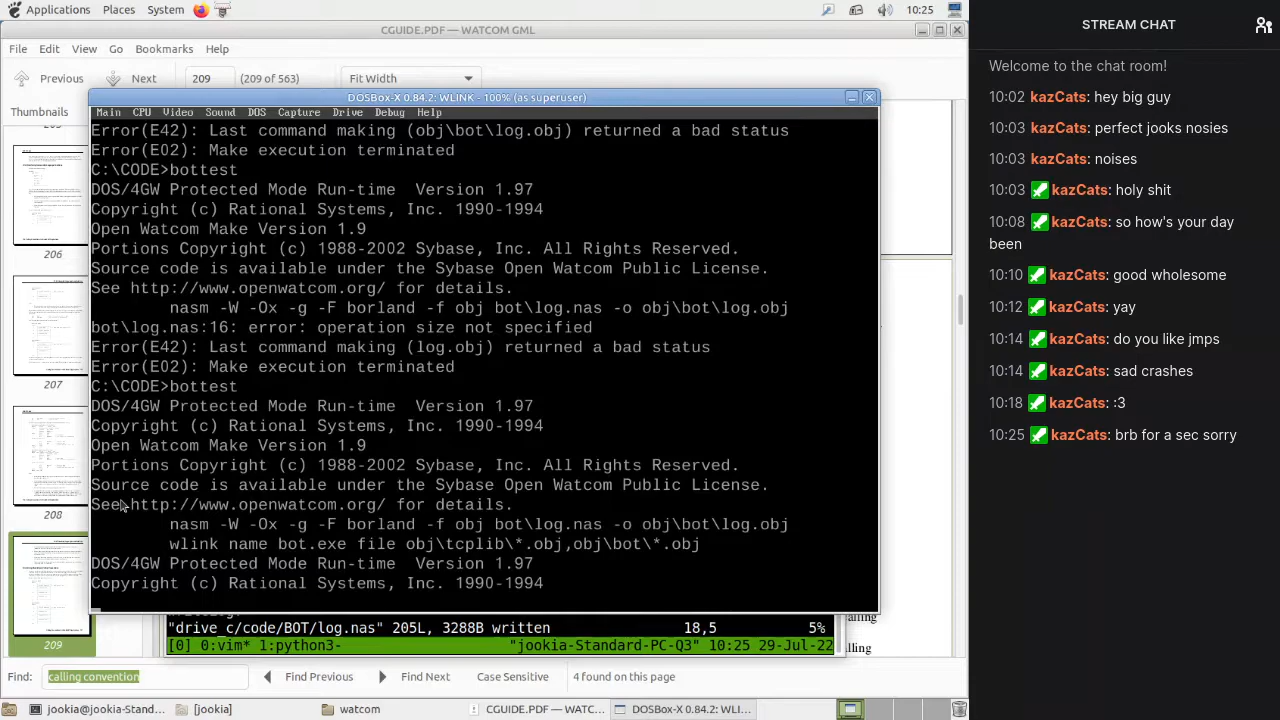 Applications Places System 10:25
CGUIDE.PDF — WATCOM GML
File Edit View Go Bookmarks Help
Previous Next 209 (209 of 563) Fit Width
Thumbnails
206
207
208
209
DOSBox-X 0.84.2: WLINK - 100% (as superuser)
Main CPU Video Sound DOS Capture Drive Debug Help
Error(E42): Last command making (obj\bot\log.obj) returned a bad status
Error(E02): Make execution terminated
C:\CODE>bottest
DOS/4GW Protected Mode Run-time Version 1.97
Copyright (c) Rational Systems, Inc. 1990-1994
Open Watcom Make Version 1.9
Portions Copyright (c) 1988-2002 Sybase, Inc. All Rights Reserved.
Source code is available under the Sybase Open Watcom Public License.
See http://www.openwatcom.org/ for details.
nasm -W -Ox -g -F borland -f obj bot\log.nas -o obj\bot\log.obj
bot\log.nas:16: error: operation size not specified
Error(E42): Last command making (log.obj) returned a bad status
Error(E02): Make execution terminated
C:\CODE>bottest
DOS/4GW Protected Mode Run-time Version 1.97
Copyright (c) Rational Systems, Inc. 1990-1994
Open Watcom Make Version 1.9
Portions Copyright (c) 1988-2002 Sybase, Inc. All Rights Reserved.
Source code is available under the Sybase Open Watcom Public License.
See http://www.openwatcom.org/ for details.
nasm -W -Ox -g -F borland -f obj bot\log.nas -o obj\bot\log.obj
wlink name bot.exe file obj\tcpip\*.obj,obj\bot\*.obj
DOS/4GW Protected Mode Run-time Version 1.97
Copyright (c) Rational Systems, Inc. 1990-1994
"drive_c/code/BOT/log.nas" 205L, 3288B written 18,5 5%
[0] 0:vim* 1:python3- "jookia-Standard-PC-Q3" 10:25 29-Jul-22
Find: calling convention Find Previous Find Next Case Sensitive 4 found on this page
jookia@jookia-Stand... [jookia] watcom CGUIDE.PDF — WATC... DOSBox-X 0.84.2: WLI...
STREAM CHAT
Welcome to the chat room!
10:02 kazCats: hey big guy
10:03 kazCats: perfect jooka nosies
10:03 kazCats: noises
10:03 kazCats: holy shit
10:08 kazCats: so how's your day
been
10:10 kazCats: good wholesome
10:12 kazCats: yay
10:14 kazCats: do you like jmps
10:14 kazCats: sad crashes
10:18 kazCats: :3
10:25 kazCats: brb for a sec sorry